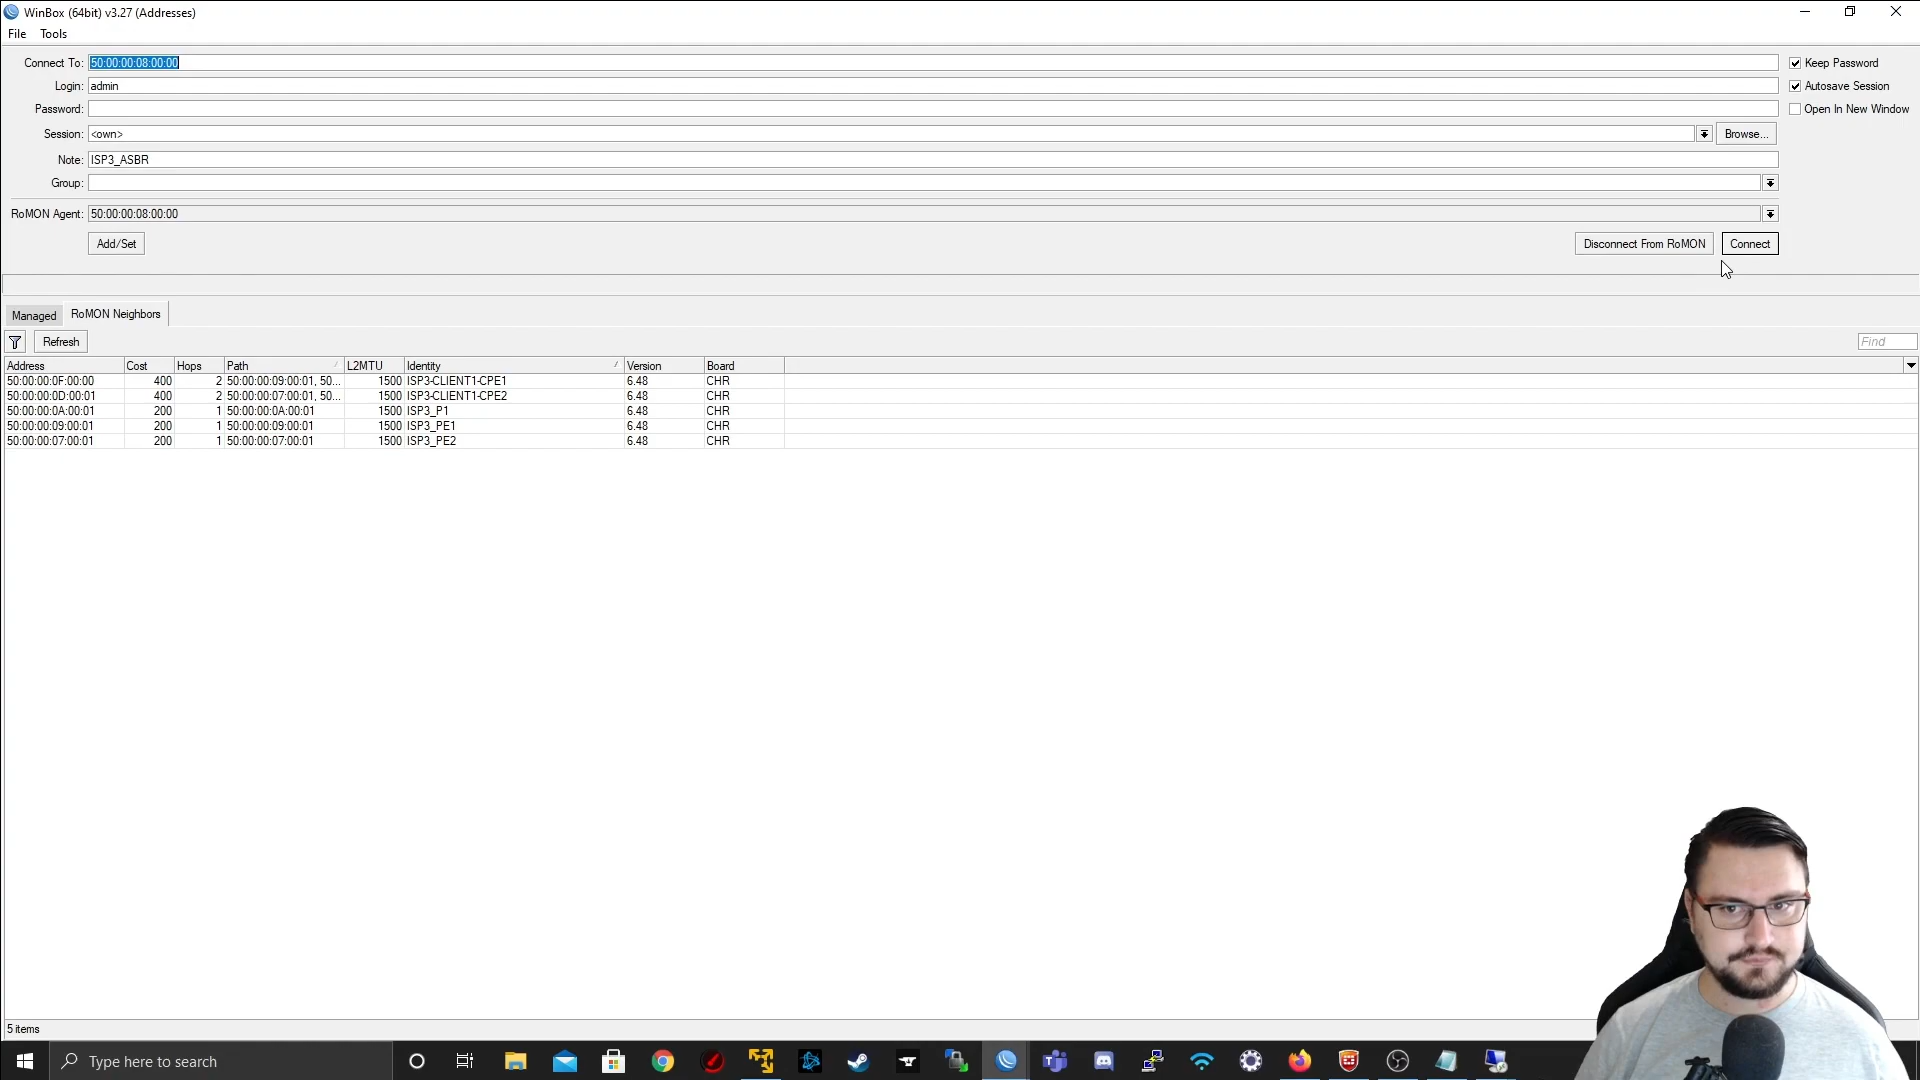 WinBox (64bit) v3.27 (Addresses)
File Tools
Connect To: 50:00:00:08:00:00
Keep Password
Login: admin
Autosave Session
Password:
Open In New Window
Session: <own>
Browse...
Note: ISP3_ASBR
Group:
RoMON Agent: 50:00:00:08:00:00
Add/Set
Disconnect From RoMON
Connect
Managed
RoMON Neighbors
Refresh
Find
Address Cost Hops Path L2MTU Identity Version Board
50:00:00:0F:00:00 400 2 50:00:00:09:00:01, 50... 1500 ISP3-CLIENT1-CPE1 6.48 CHR
50:00:00:0D:00:01 400 2 50:00:00:07:00:01, 50... 1500 ISP3-CLIENT1-CPE2 6.48 CHR
50:00:00:0A:00:01 200 1 50:00:00:0A:00:01 1500 ISP3_P1 6.48 CHR
50:00:00:09:00:01 200 1 50:00:00:09:00:01 1500 ISP3_PE1 6.48 CHR
50:00:00:07:00:01 200 1 50:00:00:07:00:01 1500 ISP3_PE2 6.48 CHR
5 items
Type here to search